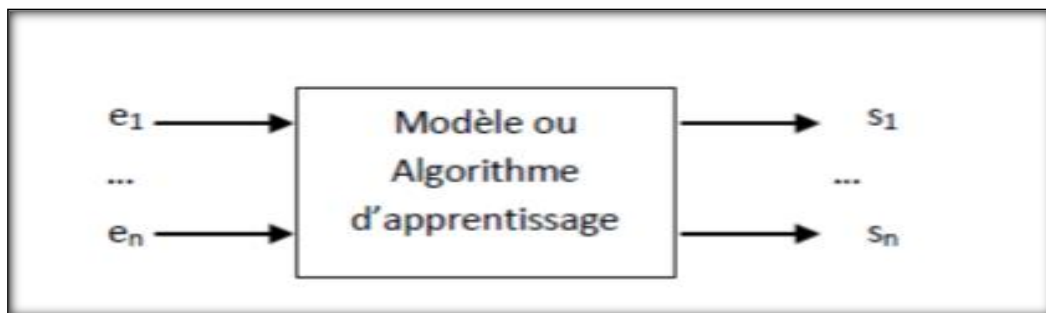 e₁
...
eₙ
Modèle ou
Algorithme
d'apprentissage
s₁
...
sₙ